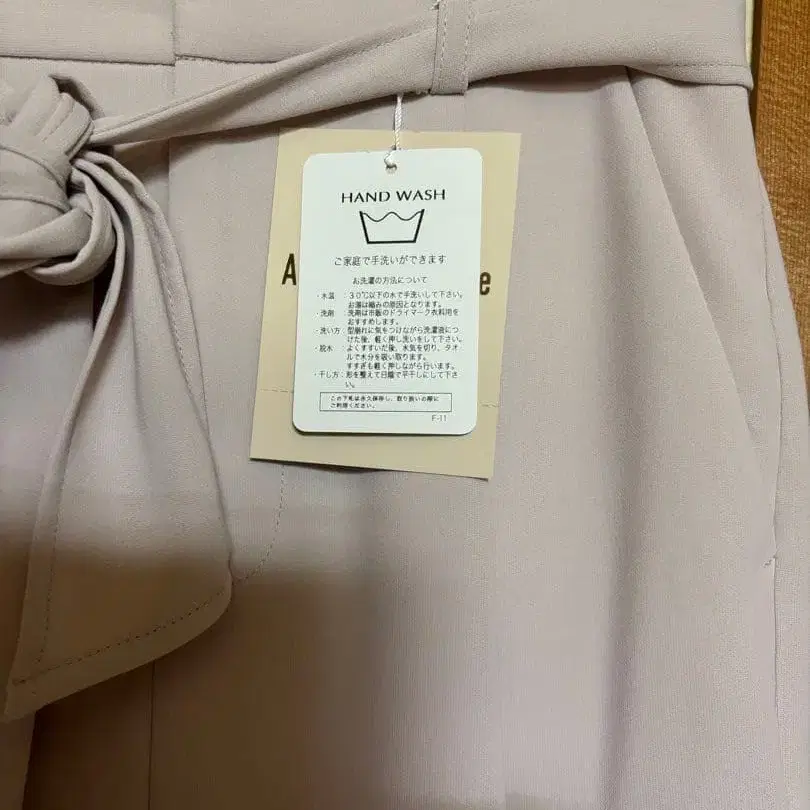 HAND WASH
ご家庭で手洗いができます
お洗濯の方法について
・水温：30℃以下の水で手洗いして下さい。
お湯は縮みの原因となります。
・洗剤：洗剤は市販のドライマーク衣料用を
おすすめします。
・洗い方：型崩れに気をつけながら洗濯液につ
けた後、軽く押し洗いをして下さい。
・脱水：よくすすいだ後、水気を切り、タオ
ルで水分を吸い取ります。
すすぎも軽く押しながら行います。
・干し方：形を整えて日陰で平干しにして下さ
い。
この下札は永久保存し、取り扱いの際に
ご利用ください。
F-11
A
e